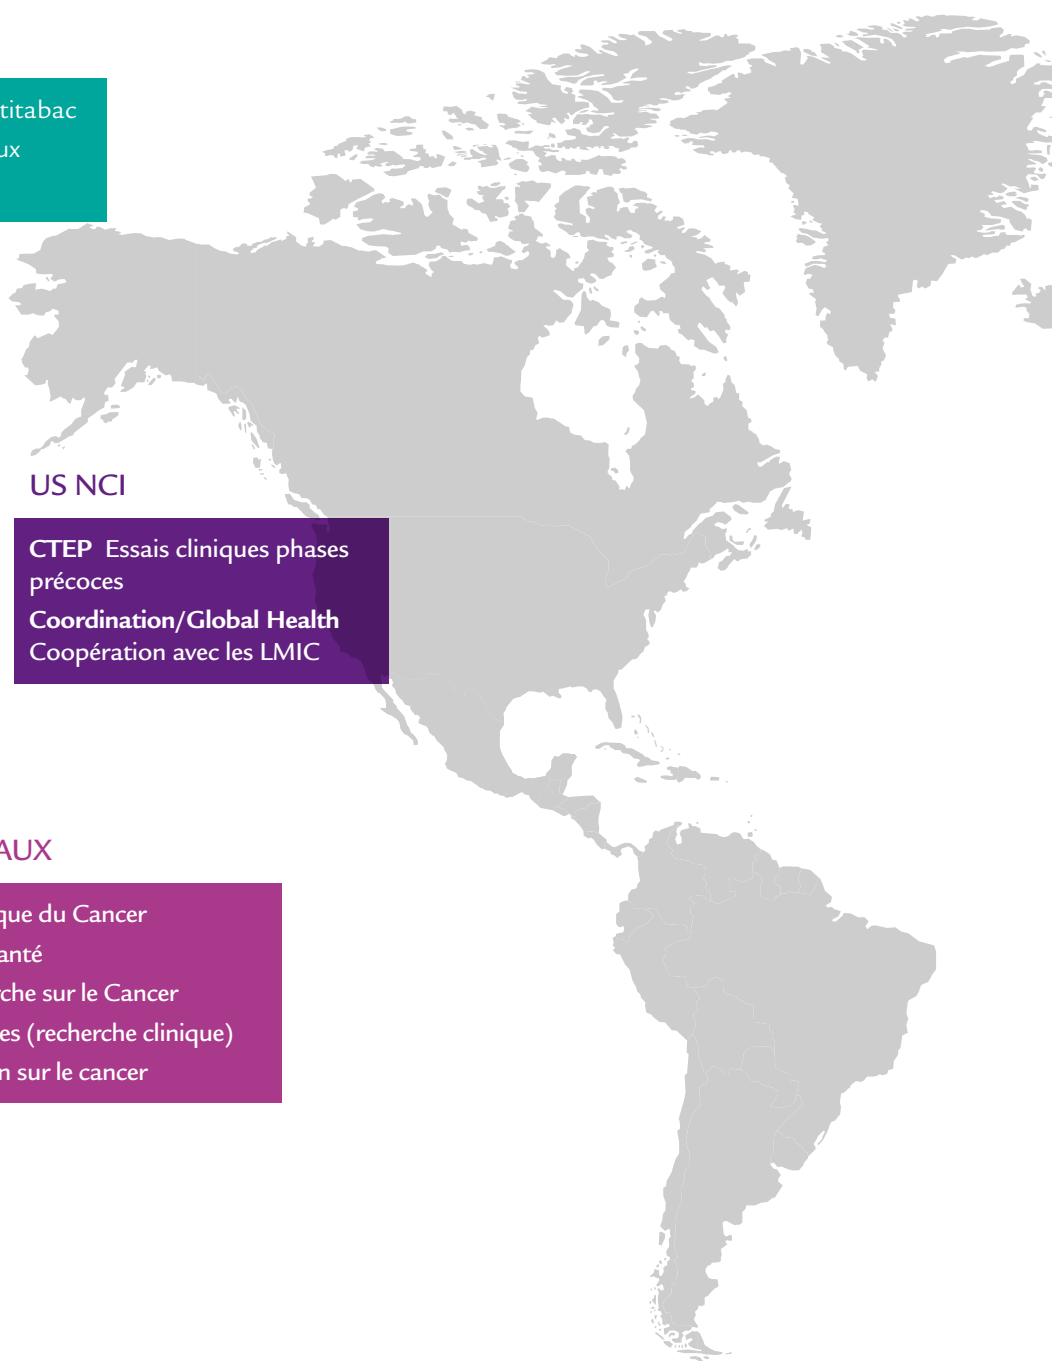 titabac
ux
US NCI
CTEP Essais cliniques phases
précoces
Coordination/Global Health
Coopération avec les LMIC
AUX
que du Cancer
anté
rche sur le Cancer
es (recherche clinique)
n sur le cancer